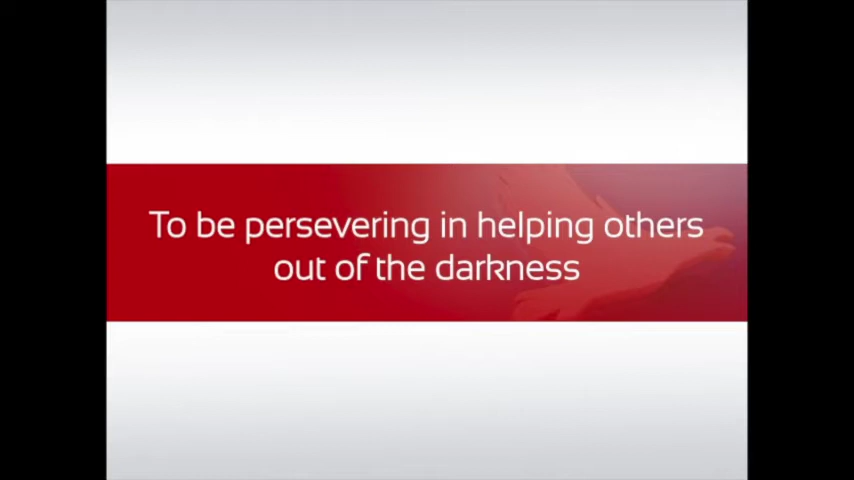 To be persevering in helping others
out of the darkness